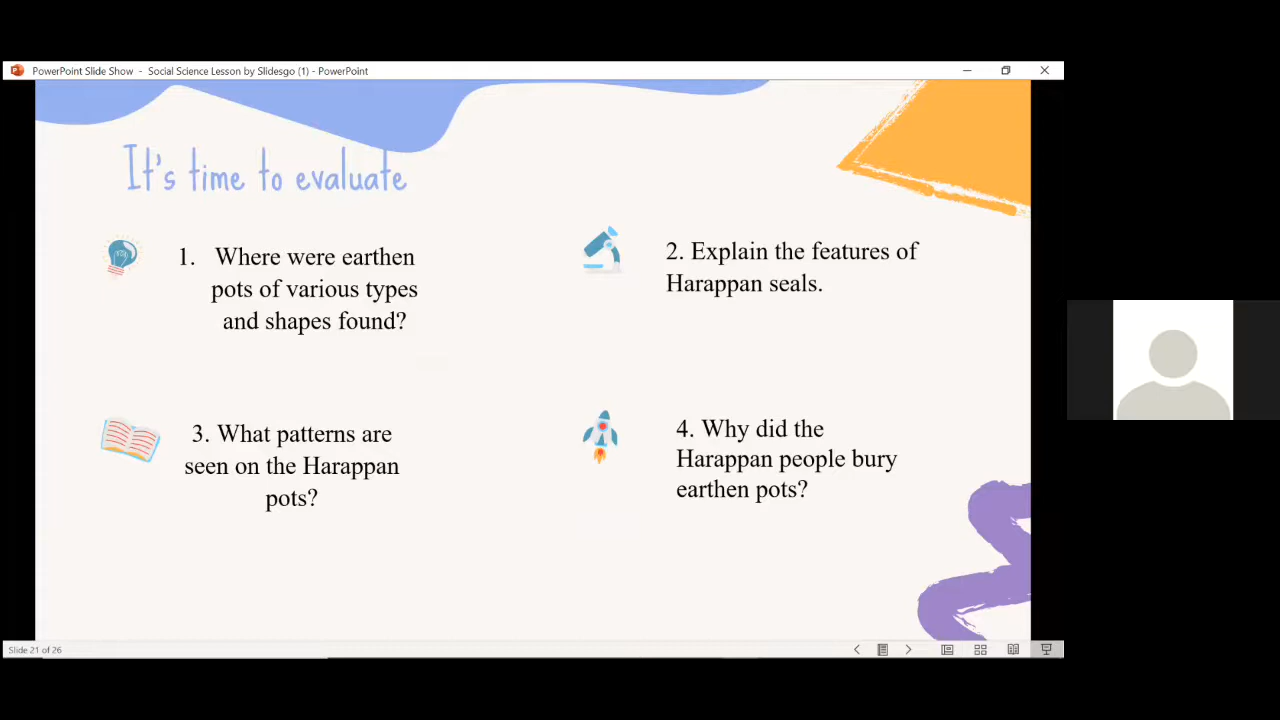 PowerPoint Slide Show - Social Science Lesson by Slidesgo (1) - PowerPoint
It's time to evaluate
1. Where were earthen
pots of various types
and shapes found?
2. Explain the features of
Harappan seals.
3. What patterns are
seen on the Harappan
pots?
4. Why did the
Harappan people bury
earthen pots?
Slide 21 of 26